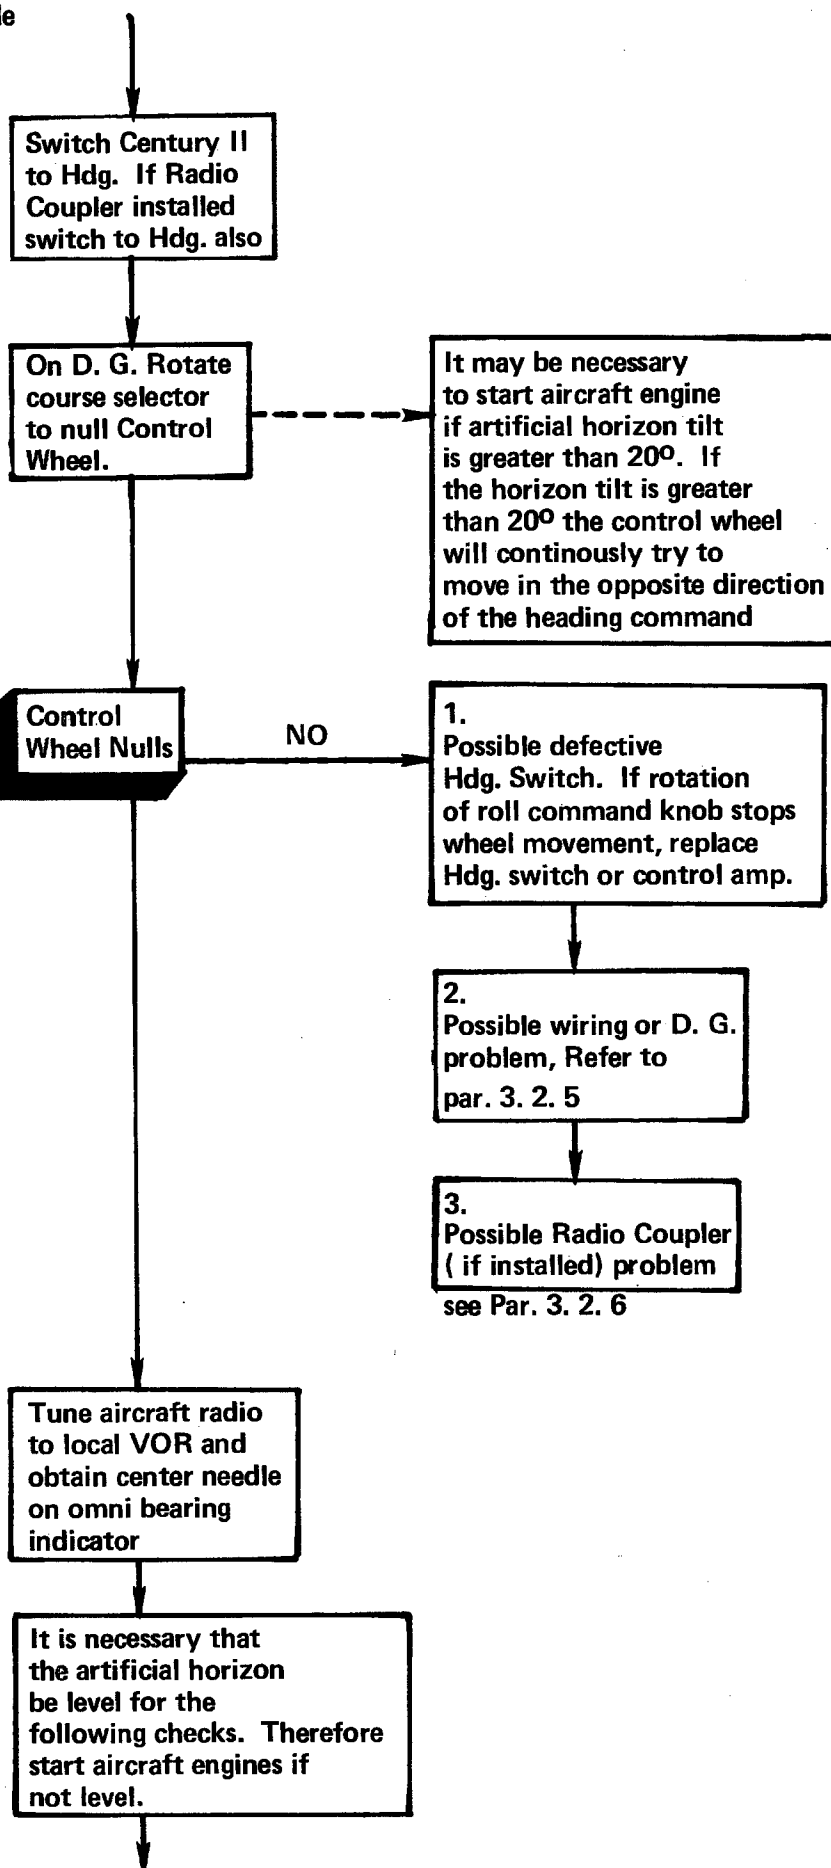 Switch Century II
to Hdg. If Radio
Coupler installed
switch to Hdg. also
On D. G. Rotate
course selector
to null Control
Wheel.
It may be necessary
to start aircraft engine
if artificial horizon tilt
is greater than 20º. If
the horizon tilt is greater
than 20º the control wheel
will continously try to
move in the opposite direction
of the heading command
Control
Wheel Nulls
NO
1.
Possible defective
Hdg. Switch. If rotation
of roll command knob stops
wheel movement, replace
Hdg. switch or control amp.
2.
Possible wiring or D. G.
problem, Refer to
par. 3. 2. 5
3.
Possible Radio Coupler
( if installed) problem
see Par. 3. 2. 6
Tune aircraft radio
to local VOR and
obtain center needle
on omni bearing
indicator
It is necessary that
the artificial horizon
be level for the
following checks. Therefore
start aircraft engines if
not level.